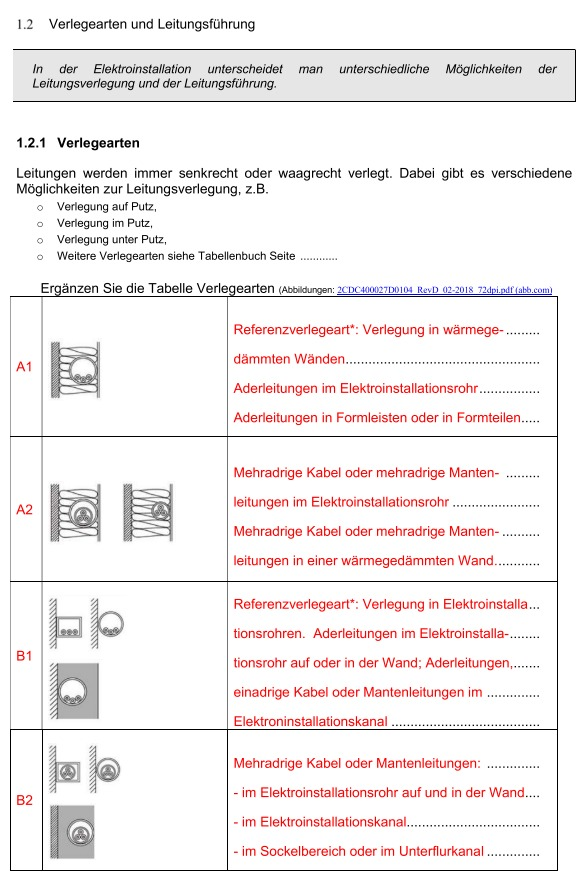 1.2 Verlegearten und Leitungsführung
In der Elektroinstallation unterscheidet man unterschiedliche Möglichkeiten der
Leitungsverlegung und der Leitungsführung.
1.2.1 Verlegearten
Leitungen werden immer senkrecht oder waagrecht verlegt. Dabei gibt es verschiedene
Möglichkeiten zur Leitungsverlegung, z.B.
o Verlegung auf Putz,
o Verlegung im Putz,
o Verlegung unter Putz,
o Weitere Verlegearten siehe Tabellenbuch Seite ............
Ergänzen Sie die Tabelle Verlegearten (Abbildungen: 2CDC400027D0104_RevD_02-2018_72dpi.pdf (abb.com)
A1
Referenzverlegeart*: Verlegung in wärmege-.........
dämmten Wänden...................................................
Aderleitungen im Elektroinstallationsrohr................
Aderleitungen in Formleisten oder in Formteilen.....
A2
Mehradrige Kabel oder mehradrige Manten- .........
leitungen im Elektroinstallationsrohr .......................
Mehradrige Kabel oder mehradrige Manten-..........
leitungen in einer wärmegedämmten Wand............
B1
Referenzverlegeart*: Verlegung in Elektroinstalla...
tionsrohren. Aderleitungen im Elektroinstalla-........
tionsrohr auf oder in der Wand; Aderleitungen,.......
einadrige Kabel oder Mantenleitungen im ..............
Elektroninstallationskanal .......................................
B2
Mehradrige Kabel oder Mantenleitungen: ..............
- im Elektroinstallationsrohr auf und in der Wand....
- im Elektroinstallationskanal...................................
- im Sockelbereich oder im Unterflurkanal ..............